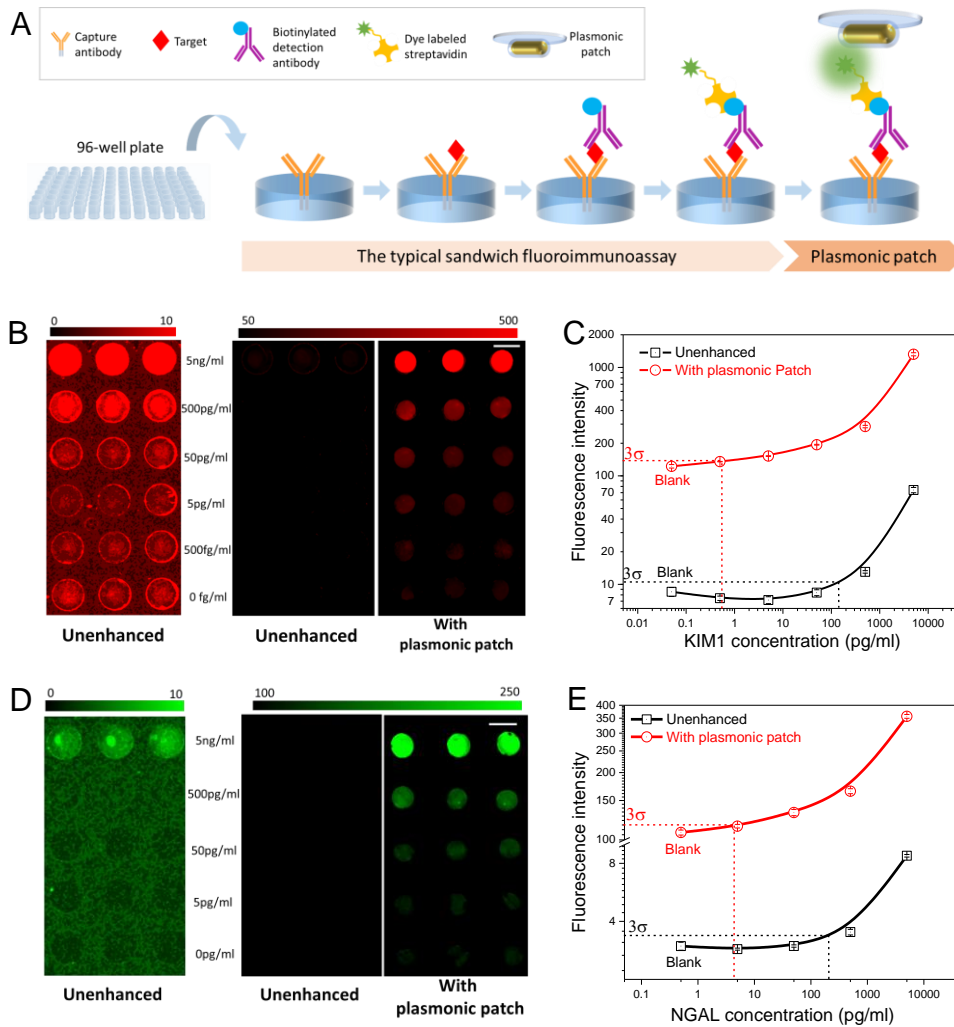 A
Capture
antibody
Target
Biotinylated
detection
antibody
Dye labeled
streptavidin
Plasmonic
patch
96-well plate
The typical sandwich fluoroimmunoassay
Plasmonic patch
B
0
10
50
500
5ng/ml
500pg/ml
50pg/ml
5pg/ml
500fg/ml
0 fg/ml
Unenhanced
Unenhanced
With
plasmonic patch
C
Unenhanced
With plasmonic Patch
2000
1000
700
400
200
100
70
40
20
10
7
3σ
Blank
3σ
Blank
0.01
0.1
1
10
100
1000
10000
Fluorescence intensity
KIM1 concentration (pg/ml)
D
0
10
100
250
5ng/ml
500pg/ml
50pg/ml
5pg/ml
0pg/ml
Unenhanced
Unenhanced
With
plasmonic patch
E
Unenhanced
With plasmonic patch
400
350
300
250
200
150
100
8
4
3σ
Blank
3σ
Blank
0.1
1
10
100
1000
10000
Fluorescence intensity
NGAL concentration (pg/ml)